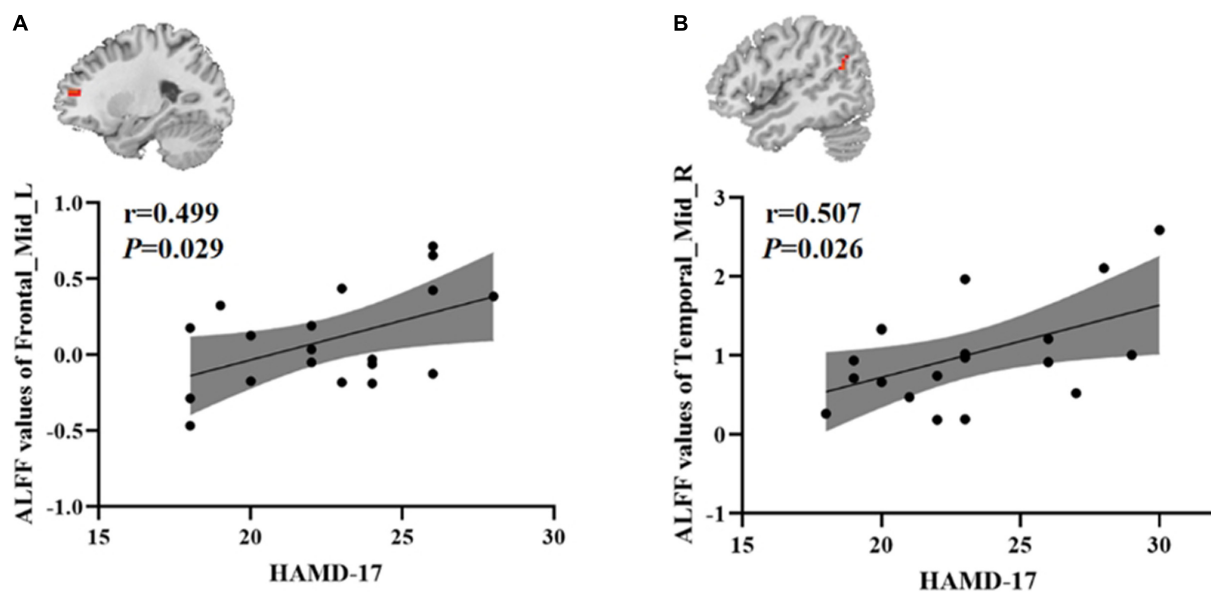 A
ALFF values of Frontal_Mid_L
r=0.499
P=0.029
1.0
0.5
0.0
-0.5
-1.0
15 20 25 30
HAMD-17
B
ALFF values of Temporal_Mid_R
r=0.507
P=0.026
3
2
1
0
-1
15 20 25 30
HAMD-17